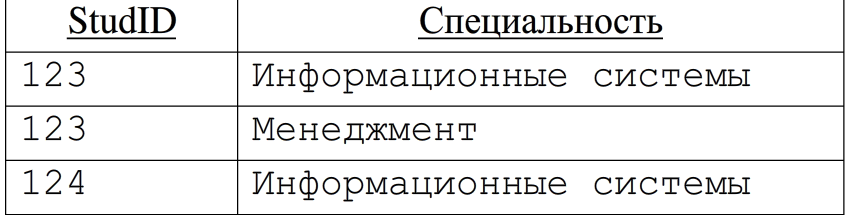 StudID Специальность
123 Информационные системы
123 Менеджмент
124 Информационные системы